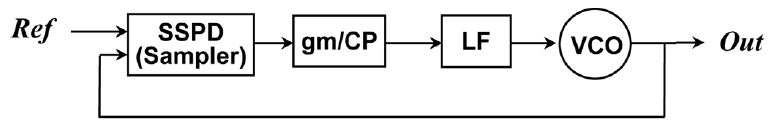 Ref
SSPD
(Sampler)
gm/CP
LF
VCO
Out